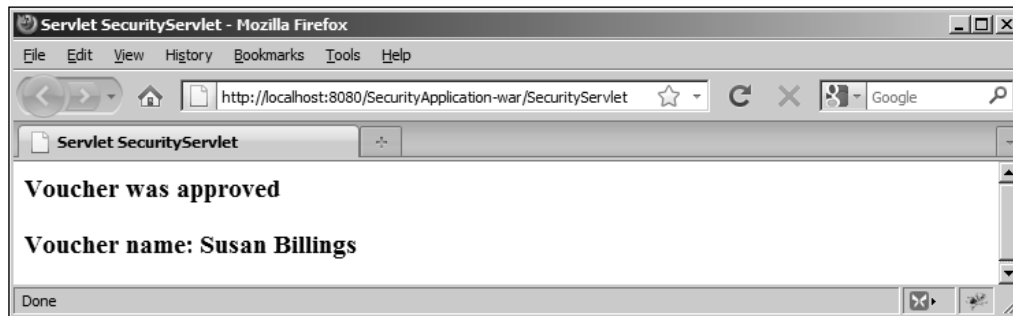 Servlet SecurityServlet - Mozilla Firefox
File Edit View History Bookmarks Tools Help
http://localhost:8080/SecurityApplication-war/SecurityServlet Google
Servlet SecurityServlet
Voucher was approved
Voucher name: Susan Billings
Done